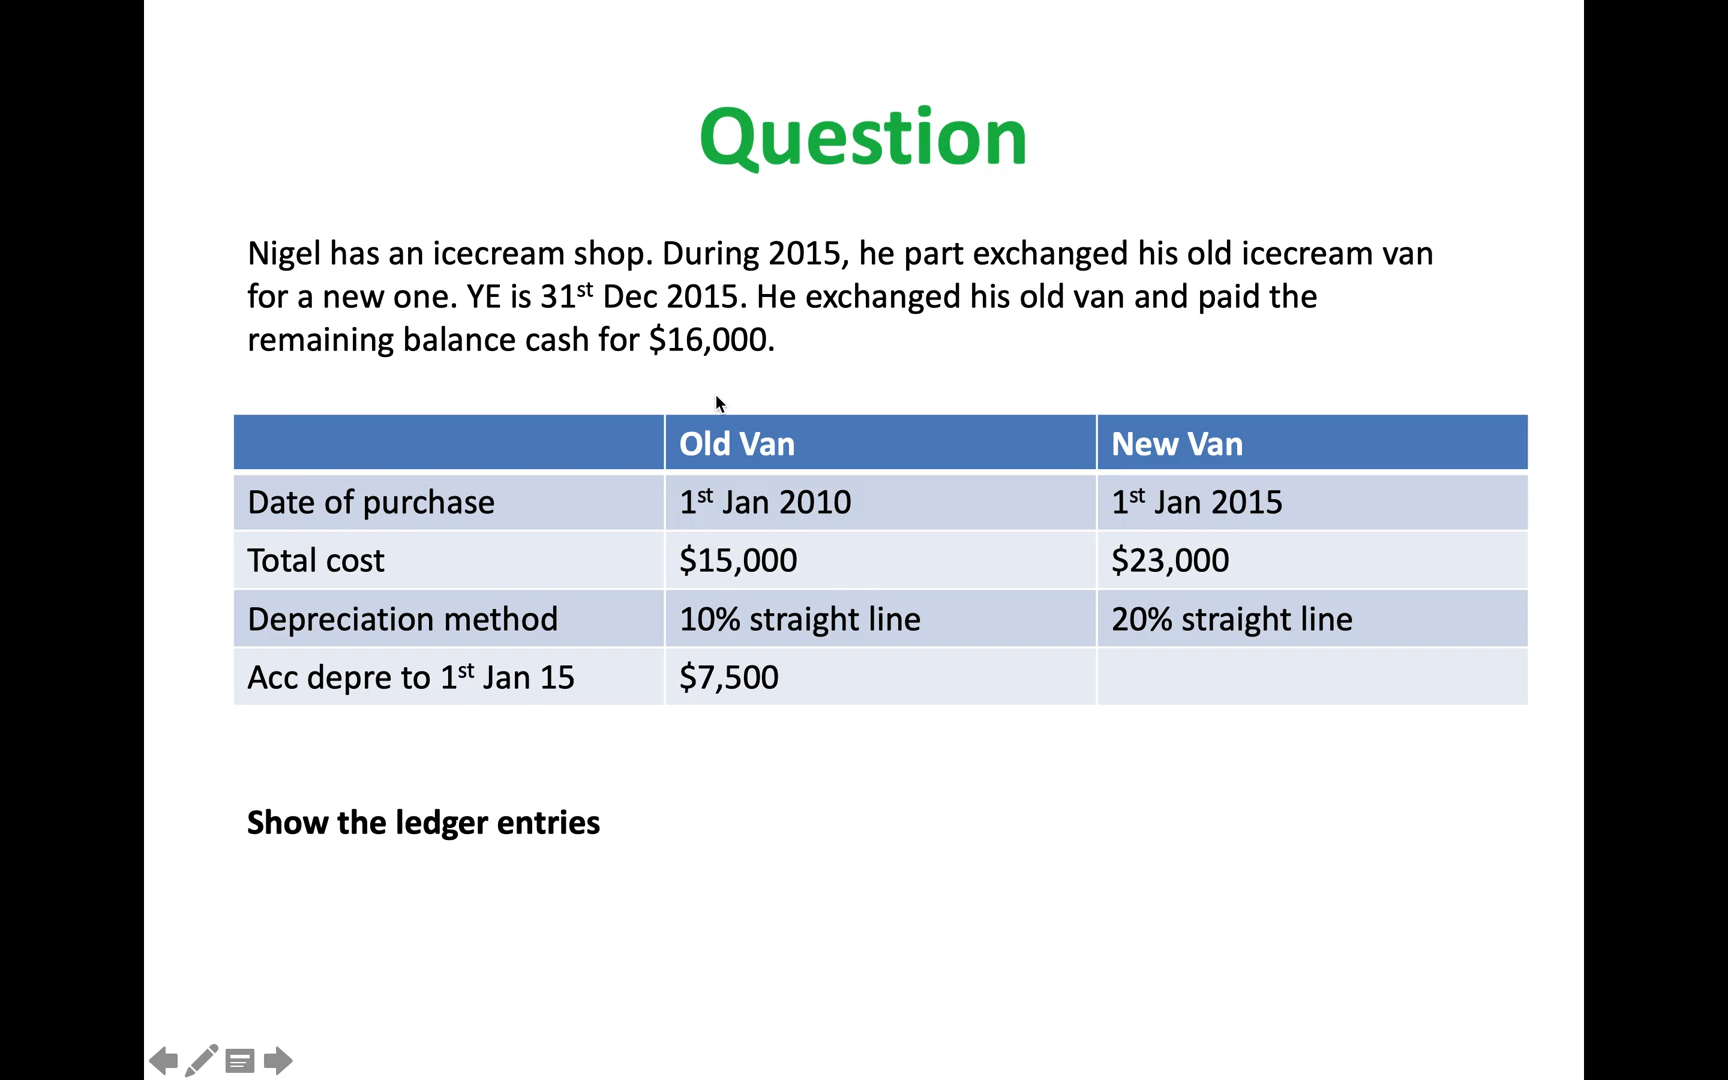 Question
Nigel has an icecream shop. During 2015, he part exchanged his old icecream van
for a new one. YE is 31st Dec 2015. He exchanged his old van and paid the
remaining balance cash for $16,000.
Old Van New Van
Date of purchase 1st Jan 2010 1st Jan 2015
Total cost $15,000 $23,000
Depreciation method 10% straight line 20% straight line
Acc depre to 1st Jan 15 $7,500
Show the ledger entries